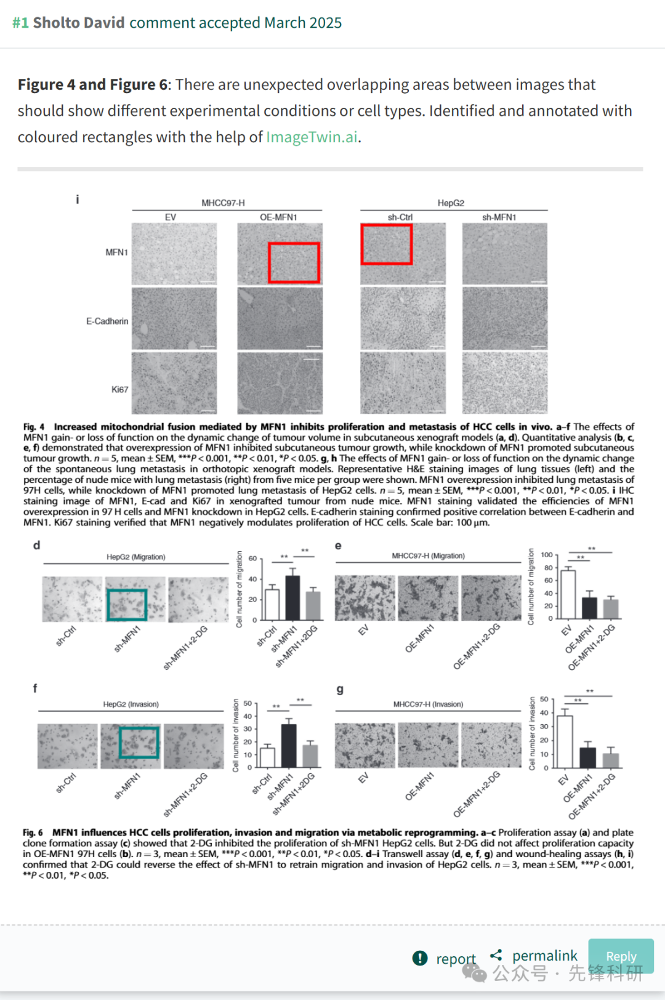 #1 Sholto David comment accepted March 2025
Figure 4 and Figure 6: There are unexpected overlapping areas between images that
should show different experimental conditions or cell types. Identified and annotated with
coloured rectangles with the help of ImageTwin.ai.
i
MHCC97-H
HepG2
EV
OE-MFN1
sh-Ctrl
sh-MFN1
MFN1
E-Cadherin
Ki67
Fig. 4 Increased mitochondrial fusion mediated by MFN1 inhibits proliferation and metastasis of HCC cells in vivo. a–f The effects of
MFN1 gain- or loss of function on the dynamic change of tumour volume in subcutaneous xenograft models (a, d). Quantitative analysis (b, c,
e, f) demonstrated that overexpression of MFN1 inhibited subcutaneous tumour growth, while knockdown of MFN1 promoted subcutaneous
tumour growth. n = 5, mean ± SEM, ***P < 0.001, **P < 0.01, *P < 0.05. g, h The effects of MFN1 gain- or loss of function on the dynamic change
of the spontaneous lung metastasis in orthotopic xenograft models. Representative H&E staining images of lung tissues (left) and the
percentage of nude mice with lung metastasis (right) from five mice per group were shown. MFN1 overexpression inhibited lung metastasis of
97H cells, while knockdown of MFN1 promoted lung metastasis of HepG2 cells. n = 5, mean ± SEM, ***P < 0.001, **P < 0.01, *P < 0.05. i IHC
staining image of MFN1, E-cad and Ki67 in xenografted tumour from nude mice. MFN1 staining validated the efficiencies of MFN1
overexpression in 97 H cells and MFN1 knockdown in HepG2 cells. E-cadherin staining confirmed positive correlation between E-cadherin and
MFN1. Ki67 staining verified that MFN1 negatively modulates proliferation of HCC cells. Scale bar: 100 μm.
d
HepG2 (Migration)
sh-Ctrl
sh-MFN1
sh-MFN1+2-DG
Cell number of migration
60
40
20
0
**
**
sh-Ctrl
sh-MFN1
sh-MFN1+2DG
e
MHCC97-H (Migration)
EV
OE-MFN1
OE-MFN1+2-DG
Cell number of migration
100
80
60
40
20
0
**
**
EV
OE-MFN1
OE-MFN1+2-DG
f
HepG2 (Invasion)
sh-Ctrl
sh-MFN1
sh-MFN1+2-DG
Cell number of invasion
50
40
30
20
10
0
**
**
sh-Ctrl
sh-MFN1
sh-MFN1+2DG
g
MHCC97-H (Invasion)
EV
OE-MFN1
OE-MFN1+2-DG
Cell number of invasion
50
40
30
20
10
0
**
**
EV
OE-MFN1
OE-MFN1+2-DG
Fig. 6 MFN1 influences HCC cells proliferation, invasion and migration via metabolic reprogramming. a–c Proliferation assay (a) and plate
clone formation assay (c) showed that 2-DG inhibited the proliferation of sh-MFN1 HepG2 cells. But 2-DG did not affect proliferation capacity
in OE-MFN1 97H cells (b). n = 3, mean ± SEM, ***P < 0.001, **P < 0.01, *P < 0.05. d–i Transwell assay (d, e, f, g) and wound-healing assays (h, i)
confirmed that 2-DG could reverse the effect of sh-MFN1 to retrain migration and invasion of HepG2 cells. n = 3, mean ± SEM, ***P < 0.001,
**P < 0.01, *P < 0.05.
report
permalink
Reply
公众号 · 先锋科研